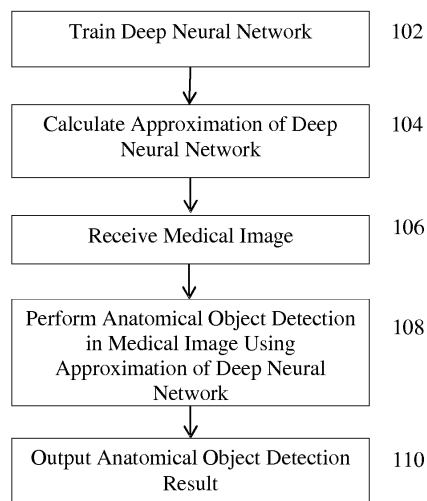 Train Deep Neural Network
102
Calculate Approximation of Deep
Neural Network
104
Receive Medical Image
106
Perform Anatomical Object Detection
in Medical Image Using
Approximation of Deep Neural
Network
108
Output Anatomical Object Detection
Result
110